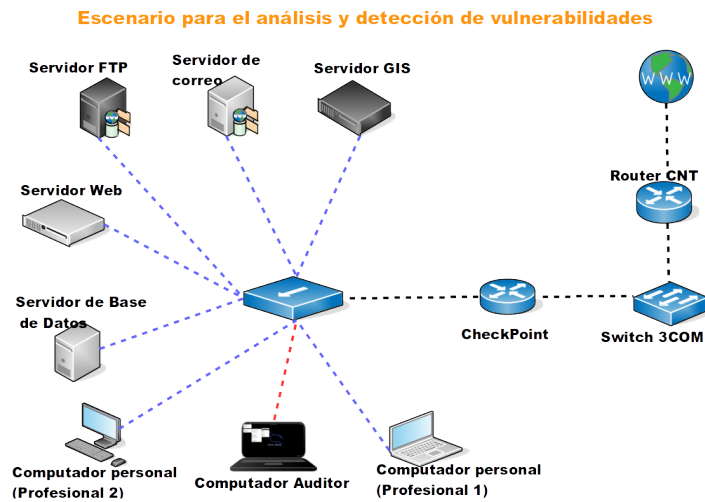 Escenario para el análisis y detección de vulnerabilidades
Servidor FTP
Servidor de
correo
Servidor GIS
WWW
Router CNT
Servidor Web
Servidor de Base
de Datos
CheckPoint
Switch 3COM
Computador personal
(Profesional 2)
Computador Auditor
Computador personal
(Profesional 1)